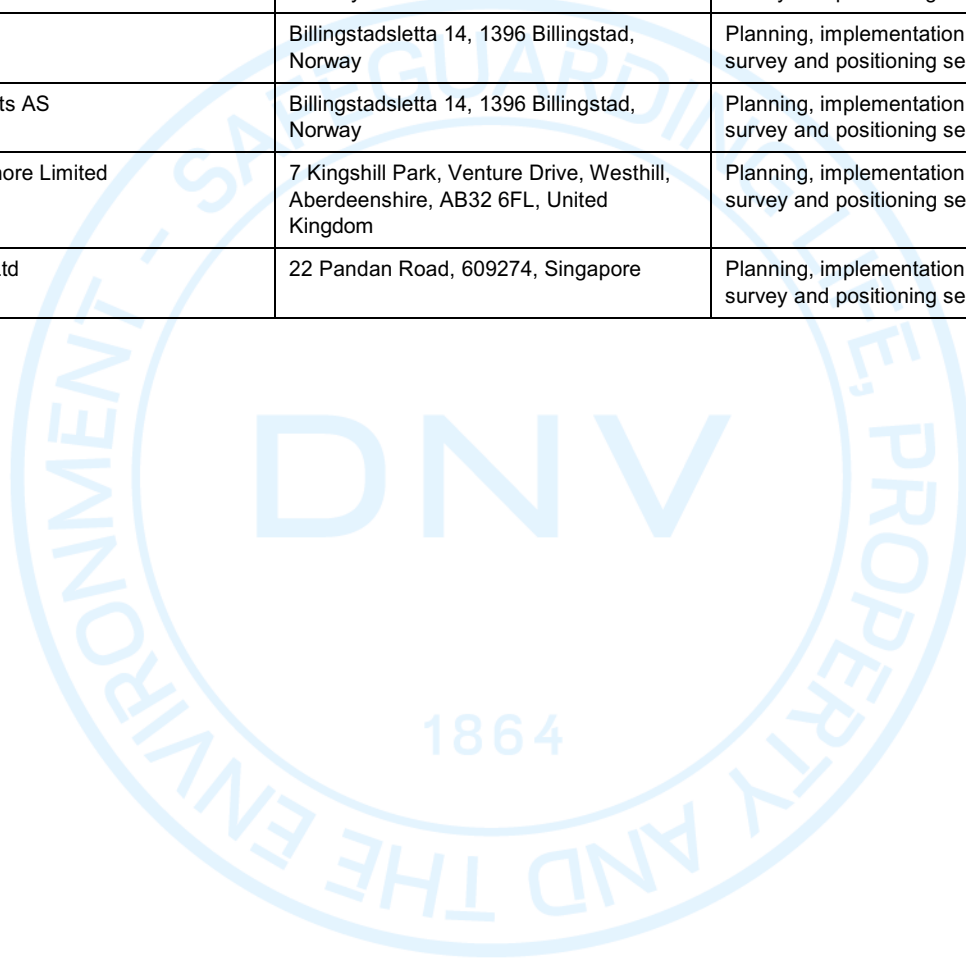 Billingstadsletta 14, 1396 Billingstad,
Norway
Planning, implementation
survey and positioning se
ts AS
Billingstadsletta 14, 1396 Billingstad,
Norway
Planning, implementation
survey and positioning se
ore Limited
7 Kingshill Park, Venture Drive, Westhill,
Aberdeenshire, AB32 6FL, United
Kingdom
Planning, implementation
survey and positioning se
td
22 Pandan Road, 609274, Singapore
Planning, implementation
survey and positioning se
SAFEGUARDING LIFE, PROPERTY AND THE ENVIRONMENT –
DNV
1864